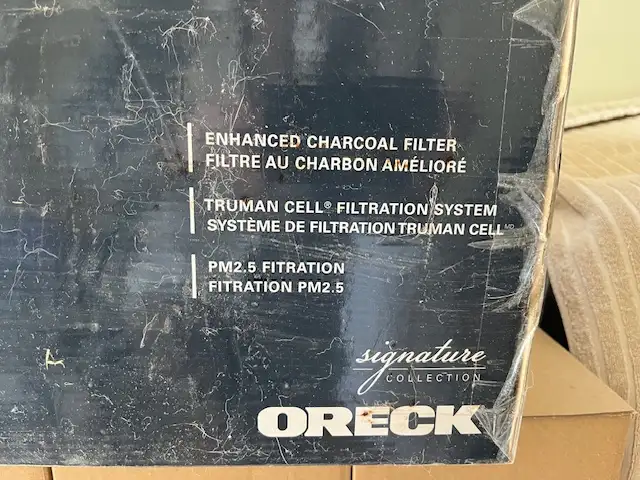 ENHANCED CHARCOAL FILTER
FILTRE AU CHARBON AMÉLIORÉ
TRUMAN CELL® FILTRATION SYSTEM
SYSTÈME DE FILTRATION TRUMAN CELL MD
PM2.5 FITRATION
FITRATION PM2.5
signature
COLLECTION
ORECK